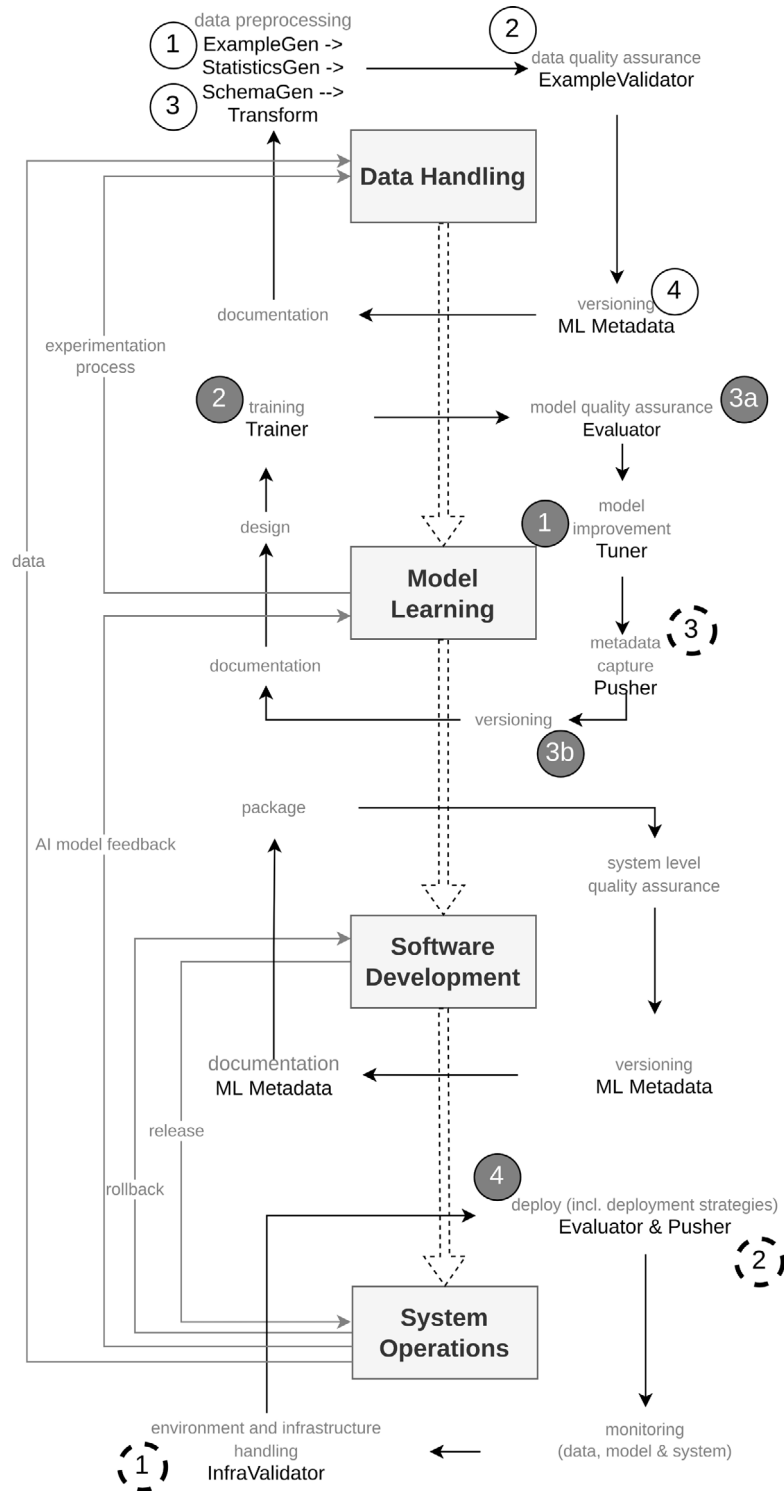 data preprocessing
1
ExampleGen ->
StatisticsGen ->
3
SchemaGen -->
Transform
2
data quality assurance
ExampleValidator
Data Handling
4
versioning
ML Metadata
documentation
experimentation
process
2
training
Trainer
model quality assurance
3a
Evaluator
design
1
model
improvement
Tuner
data
Model
Learning
3
metadata
capture
Pusher
documentation
versioning
3b
package
AI model feedback
system level
quality assurance
Software
Development
documentation
ML Metadata
versioning
ML Metadata
release
rollback
4
deploy (incl. deployment strategies)
Evaluator & Pusher
2
System
Operations
environment and infrastructure
handling
InfraValidator
1
monitoring
(data, model & system)